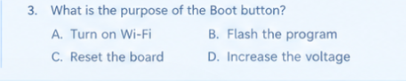 3. What is the purpose of the Boot button?
A. Turn on Wi-Fi B. Flash the program
C. Reset the board D. Increase the voltage